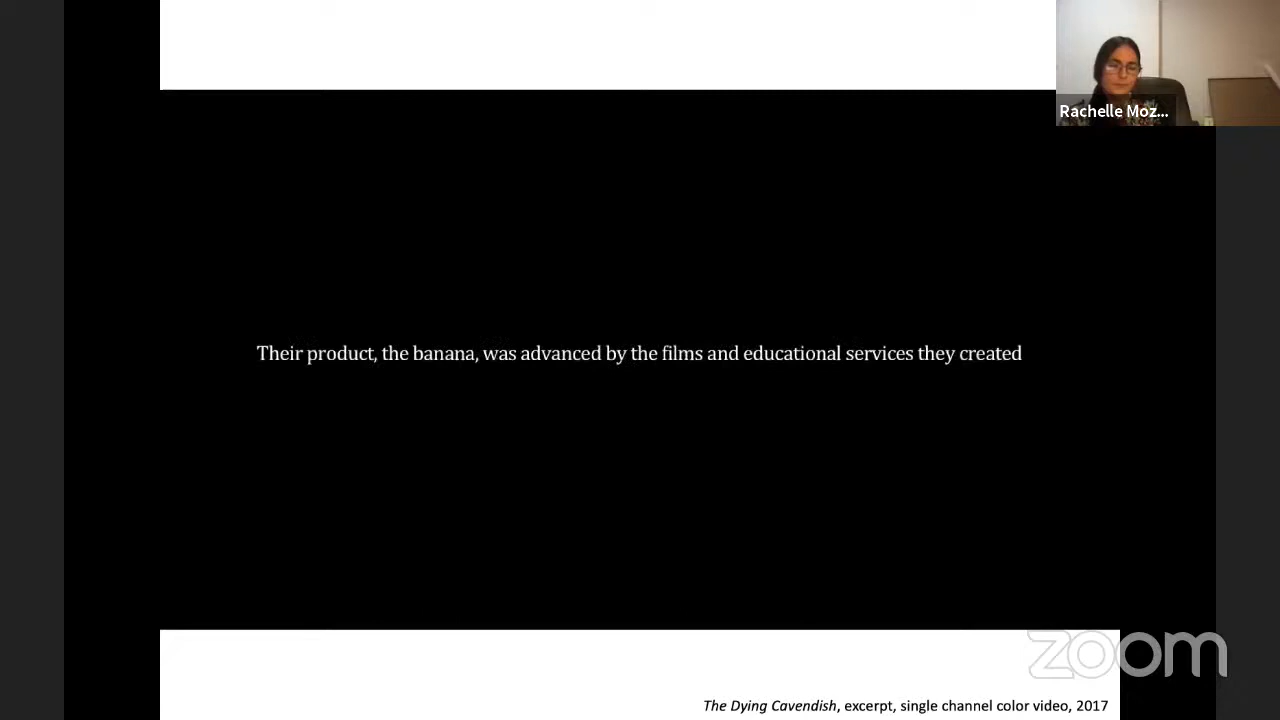 Rachelle Moz...
Their product, the banana, was advanced by the films and educational services they created
zoom
The Dying Cavendish, excerpt, single channel color video, 2017